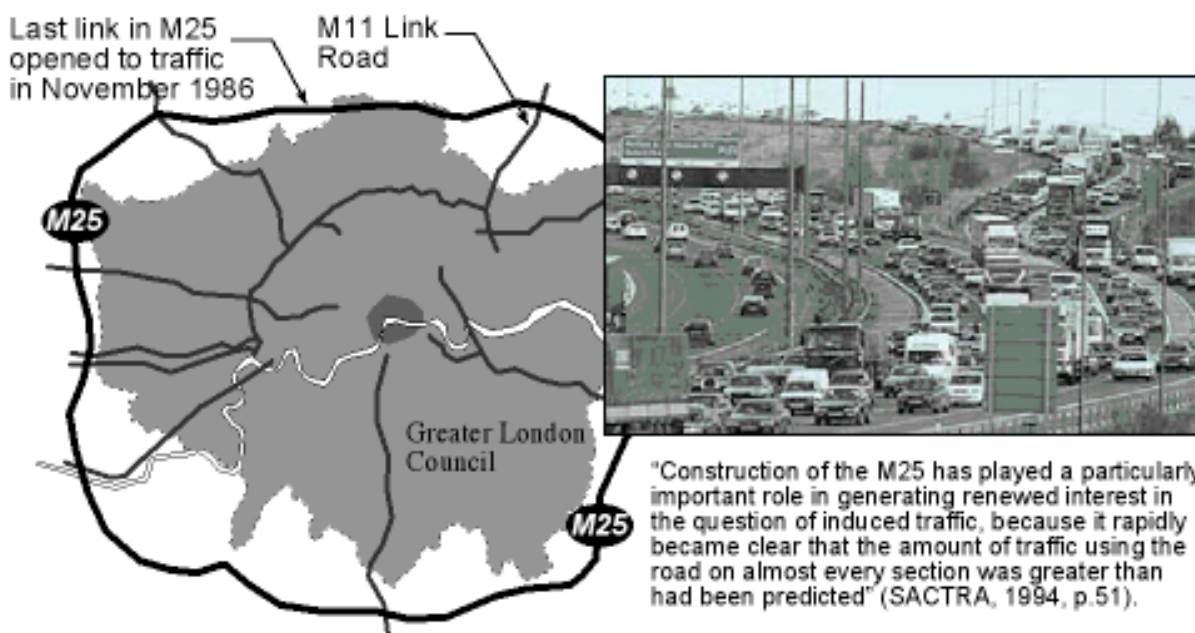 Last link in M25
opened to traffic
in November 1986
M11 Link
Road
M25
Greater London
Council
M25
"Construction of the M25 has played a particularly
important role in generating renewed interest in
the question of induced traffic, because it rapidly
became clear that the amount of traffic using the
road on almost every section was greater than
had been predicted" (SACTRA, 1994, p.51).